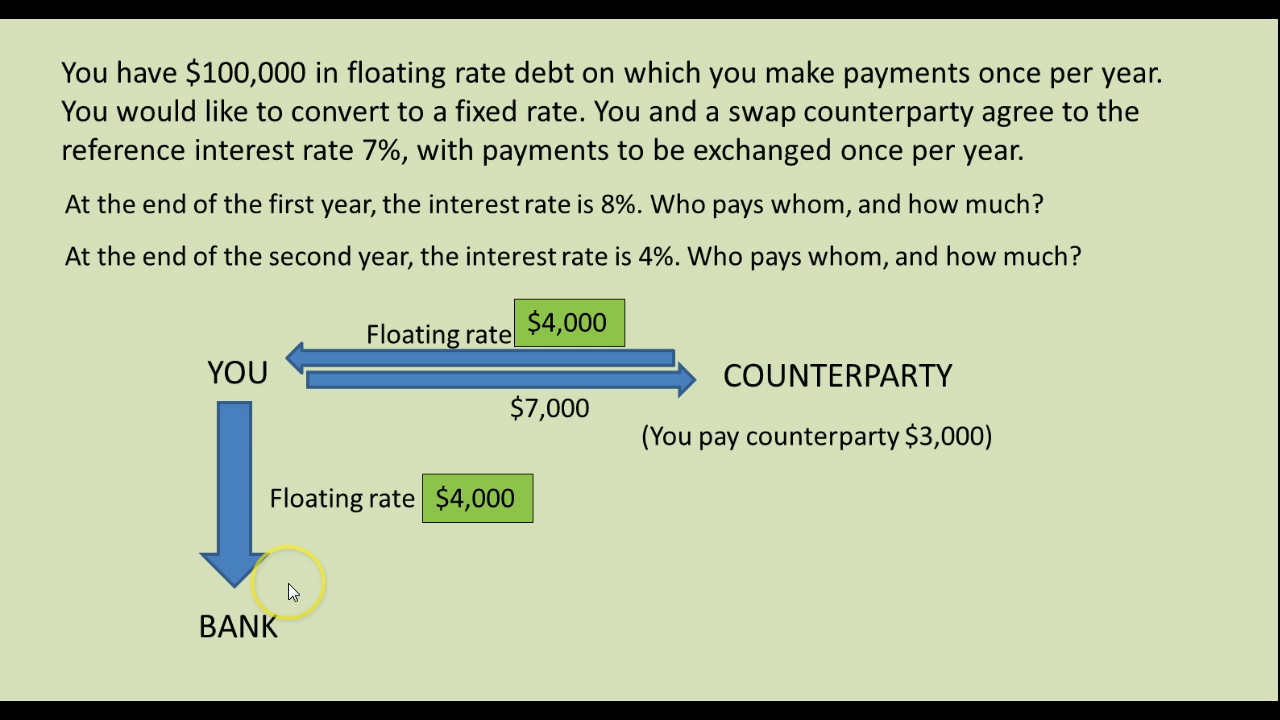 You have $100,000 in floating rate debt on which you make payments once per year.
You would like to convert to a fixed rate. You and a swap counterparty agree to the
reference interest rate 7%, with payments to be exchanged once per year.
At the end of the first year, the interest rate is 8%. Who pays whom, and how much?
At the end of the second year, the interest rate is 4%. Who pays whom, and how much?
Floating rate $4,000
YOU
COUNTERPARTY
$7,000
(You pay counterparty $3,000)
Floating rate $4,000
BANK